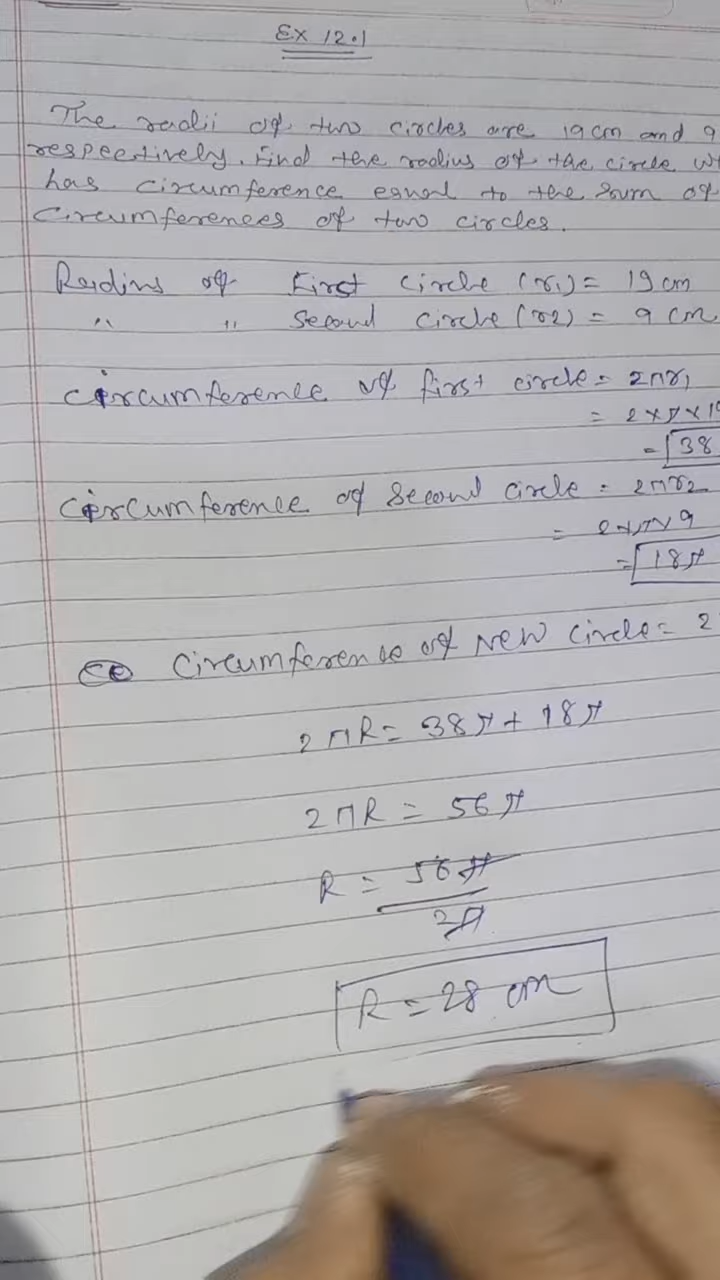 Ex 12.1
The radii of two circles are 19 cm and 9
respectively. Find the radius of the circle
has circumference equal to the sum of
Circumferences of two circles.
Radius of First Circle (r1) = 19 cm
" " Second Circle (r2) = 9 cm
Circumference of first circle = 2πr1
= 2×π×1
= 38
Circumference of Second circle = 2πr2
= 2×π×9
= 18π
Circumference of New Circle = 2
2πR = 38π + 18π
2πR = 56π
R = 56π
2π
R = 28 cm